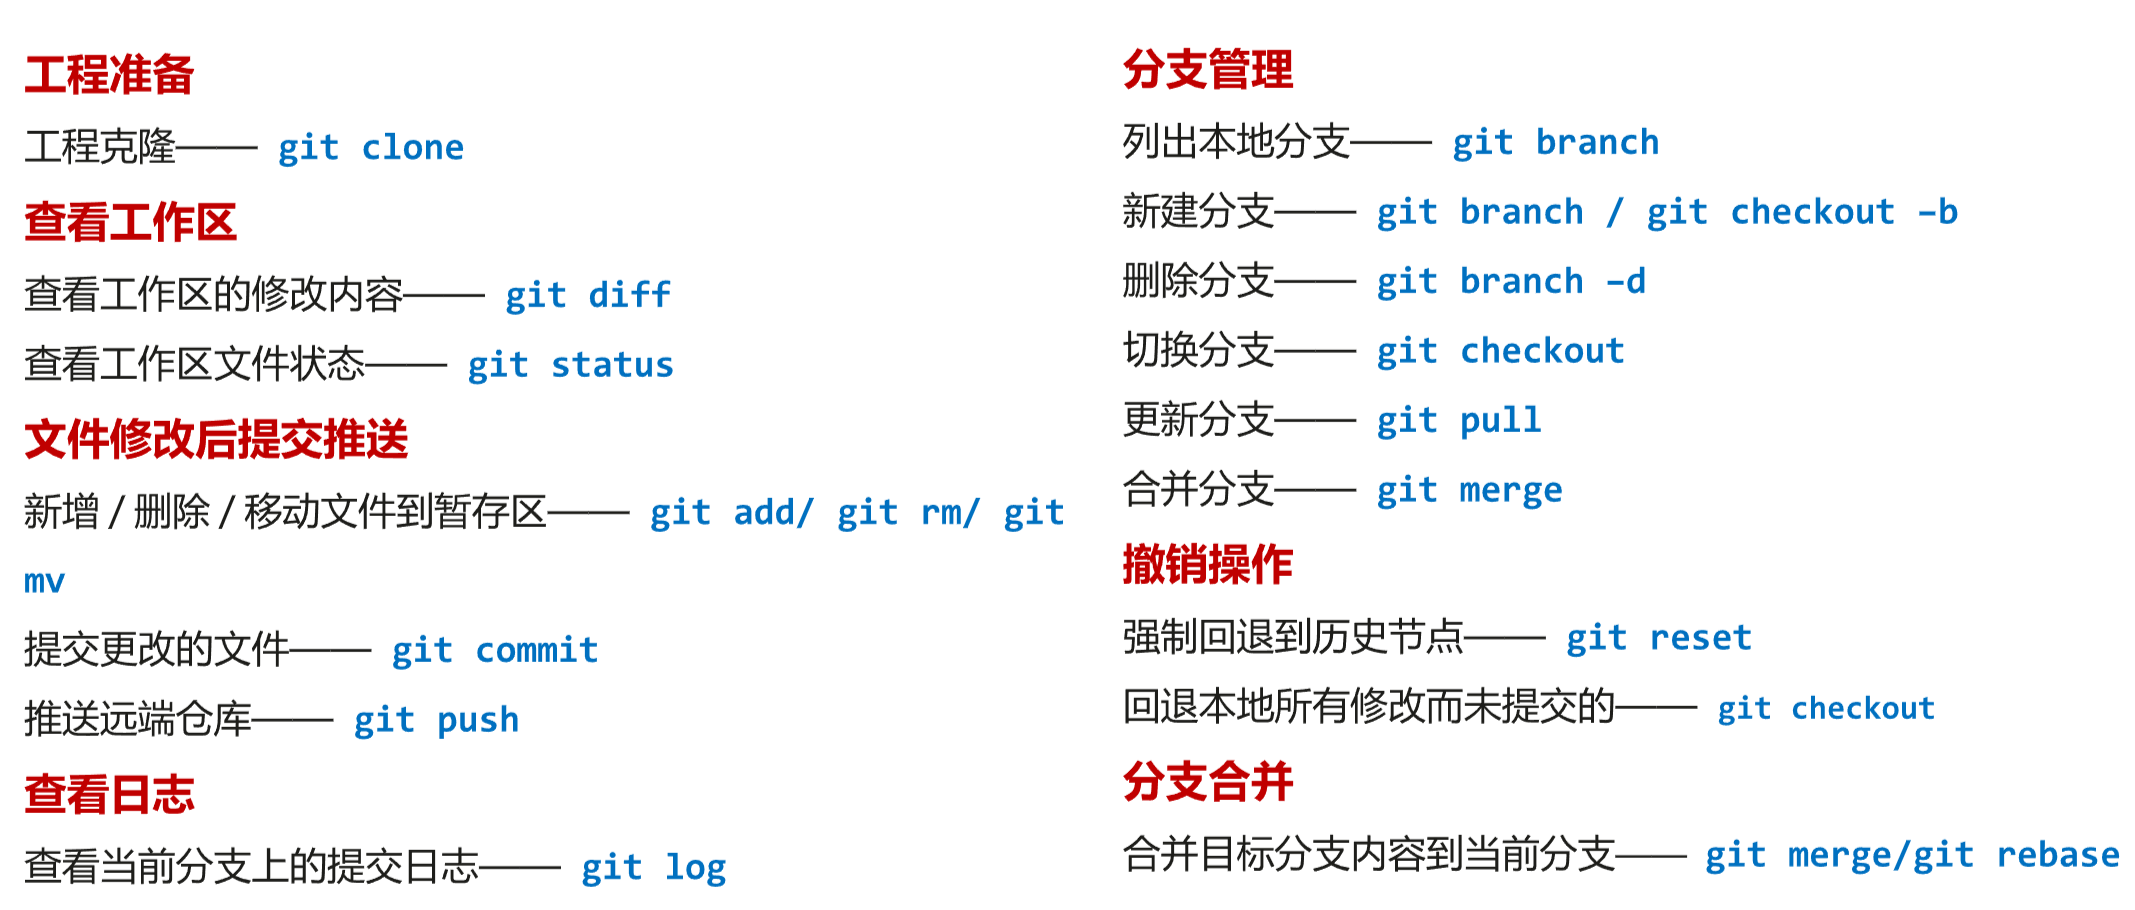 工程准备
工程克隆—— git clone
查看工作区
查看工作区的修改内容—— git diff
查看工作区文件状态—— git status
文件修改后提交推送
新增 / 删除 / 移动文件到暂存区—— git add/ git rm/ git
mv
提交更改的文件—— git commit
推送远端仓库—— git push
查看日志
查看当前分支上的提交日志—— git log
分支管理
列出本地分支—— git branch
新建分支—— git branch / git checkout –b
删除分支—— git branch –d
切换分支—— git checkout
更新分支—— git pull
合并分支—— git merge
撤销操作
强制回退到历史节点—— git reset
回退本地所有修改而未提交的—— git checkout
分支合并
合并目标分支内容到当前分支—— git merge/git rebase